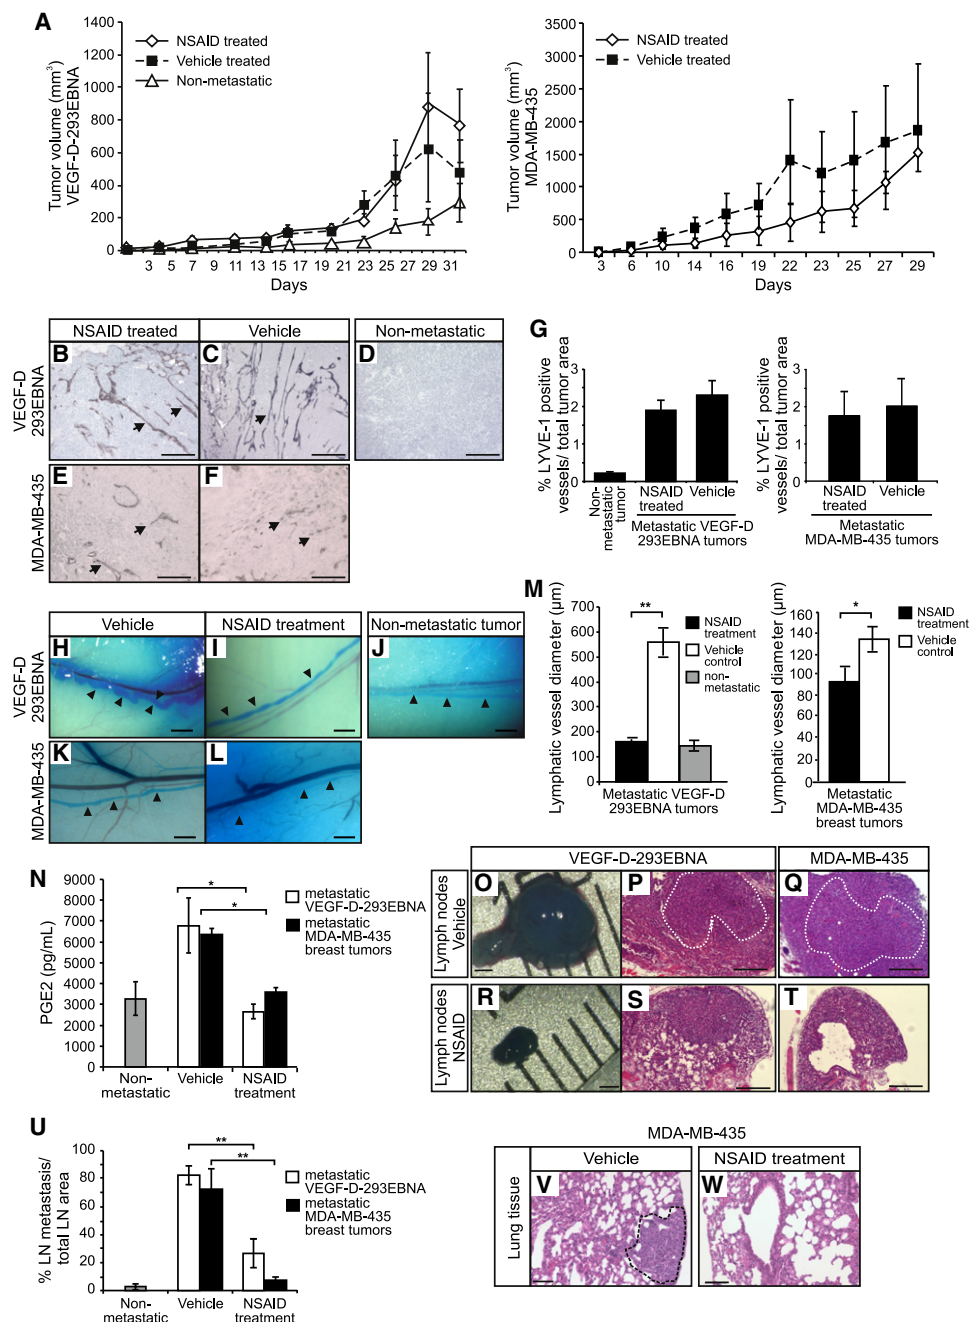 A
Tumor volume (mm³)
VEGF-D-293EBNA
1400
1200
1000
800
600
400
200
0
NSAID treated
Vehicle treated
Non-metastatic
3 5 7 9 11 13 15 17 19 21 23 25 27 29 31
Days
Tumor volume (mm³)
MDA-MB-435
3500
3000
2500
2000
1500
1000
500
0
NSAID treated
Vehicle treated
3 6 10 14 16 19 22 23 25 27 29
Days
NSAID treated
Vehicle
Non-metastatic
VEGF-D
293EBNA
B
C
D
MDA-MB-435
E
F
G
% LYVE-1 positive
vessels/ total tumor area
3
2
1
0
Non-
metastatic
tumor
NSAID
treated
Vehicle
Metastatic VEGF-D
293EBNA tumors
% LYVE-1 positive
vessels/ total tumor area
3
2
1
0
NSAID
treated
Vehicle
Metastatic
MDA-MB-435 tumors
Vehicle
NSAID treatment
Non-metastatic tumor
VEGF-D
293EBNA
H
I
J
MDA-MB-435
K
L
M
Lymphatic vessel diameter (µm)
700
600
500
400
300
200
100
0
**
NSAID
treatment
Vehicle
control
non-
metastatic
Metastatic VEGF-D
293EBNA tumors
Lymphatic vessel diameter (µm)
160
140
120
100
80
60
40
20
0
*
NSAID
treatment
Vehicle
control
Metastatic
MDA-MB-435
breast tumors
N
PGE2 (pg/mL)
9000
8000
7000
6000
5000
4000
3000
2000
1000
0
*
*
metastatic
VEGF-D-293EBNA
metastatic
MDA-MB-435
breast tumors
Non-
metastatic
Vehicle
NSAID
treatment
VEGF-D-293EBNA
MDA-MB-435
Lymph nodes
Vehicle
O
P
Q
Lymph nodes
NSAID
R
S
T
U
% LN metastasis/
total LN area
100
80
60
40
20
0
**
**
metastatic
VEGF-D-293EBNA
metastatic
MDA-MB-435
breast tumors
Non-
metastatic
Vehicle
NSAID
treatment
MDA-MB-435
Vehicle
NSAID treatment
Lung tissue
V
W